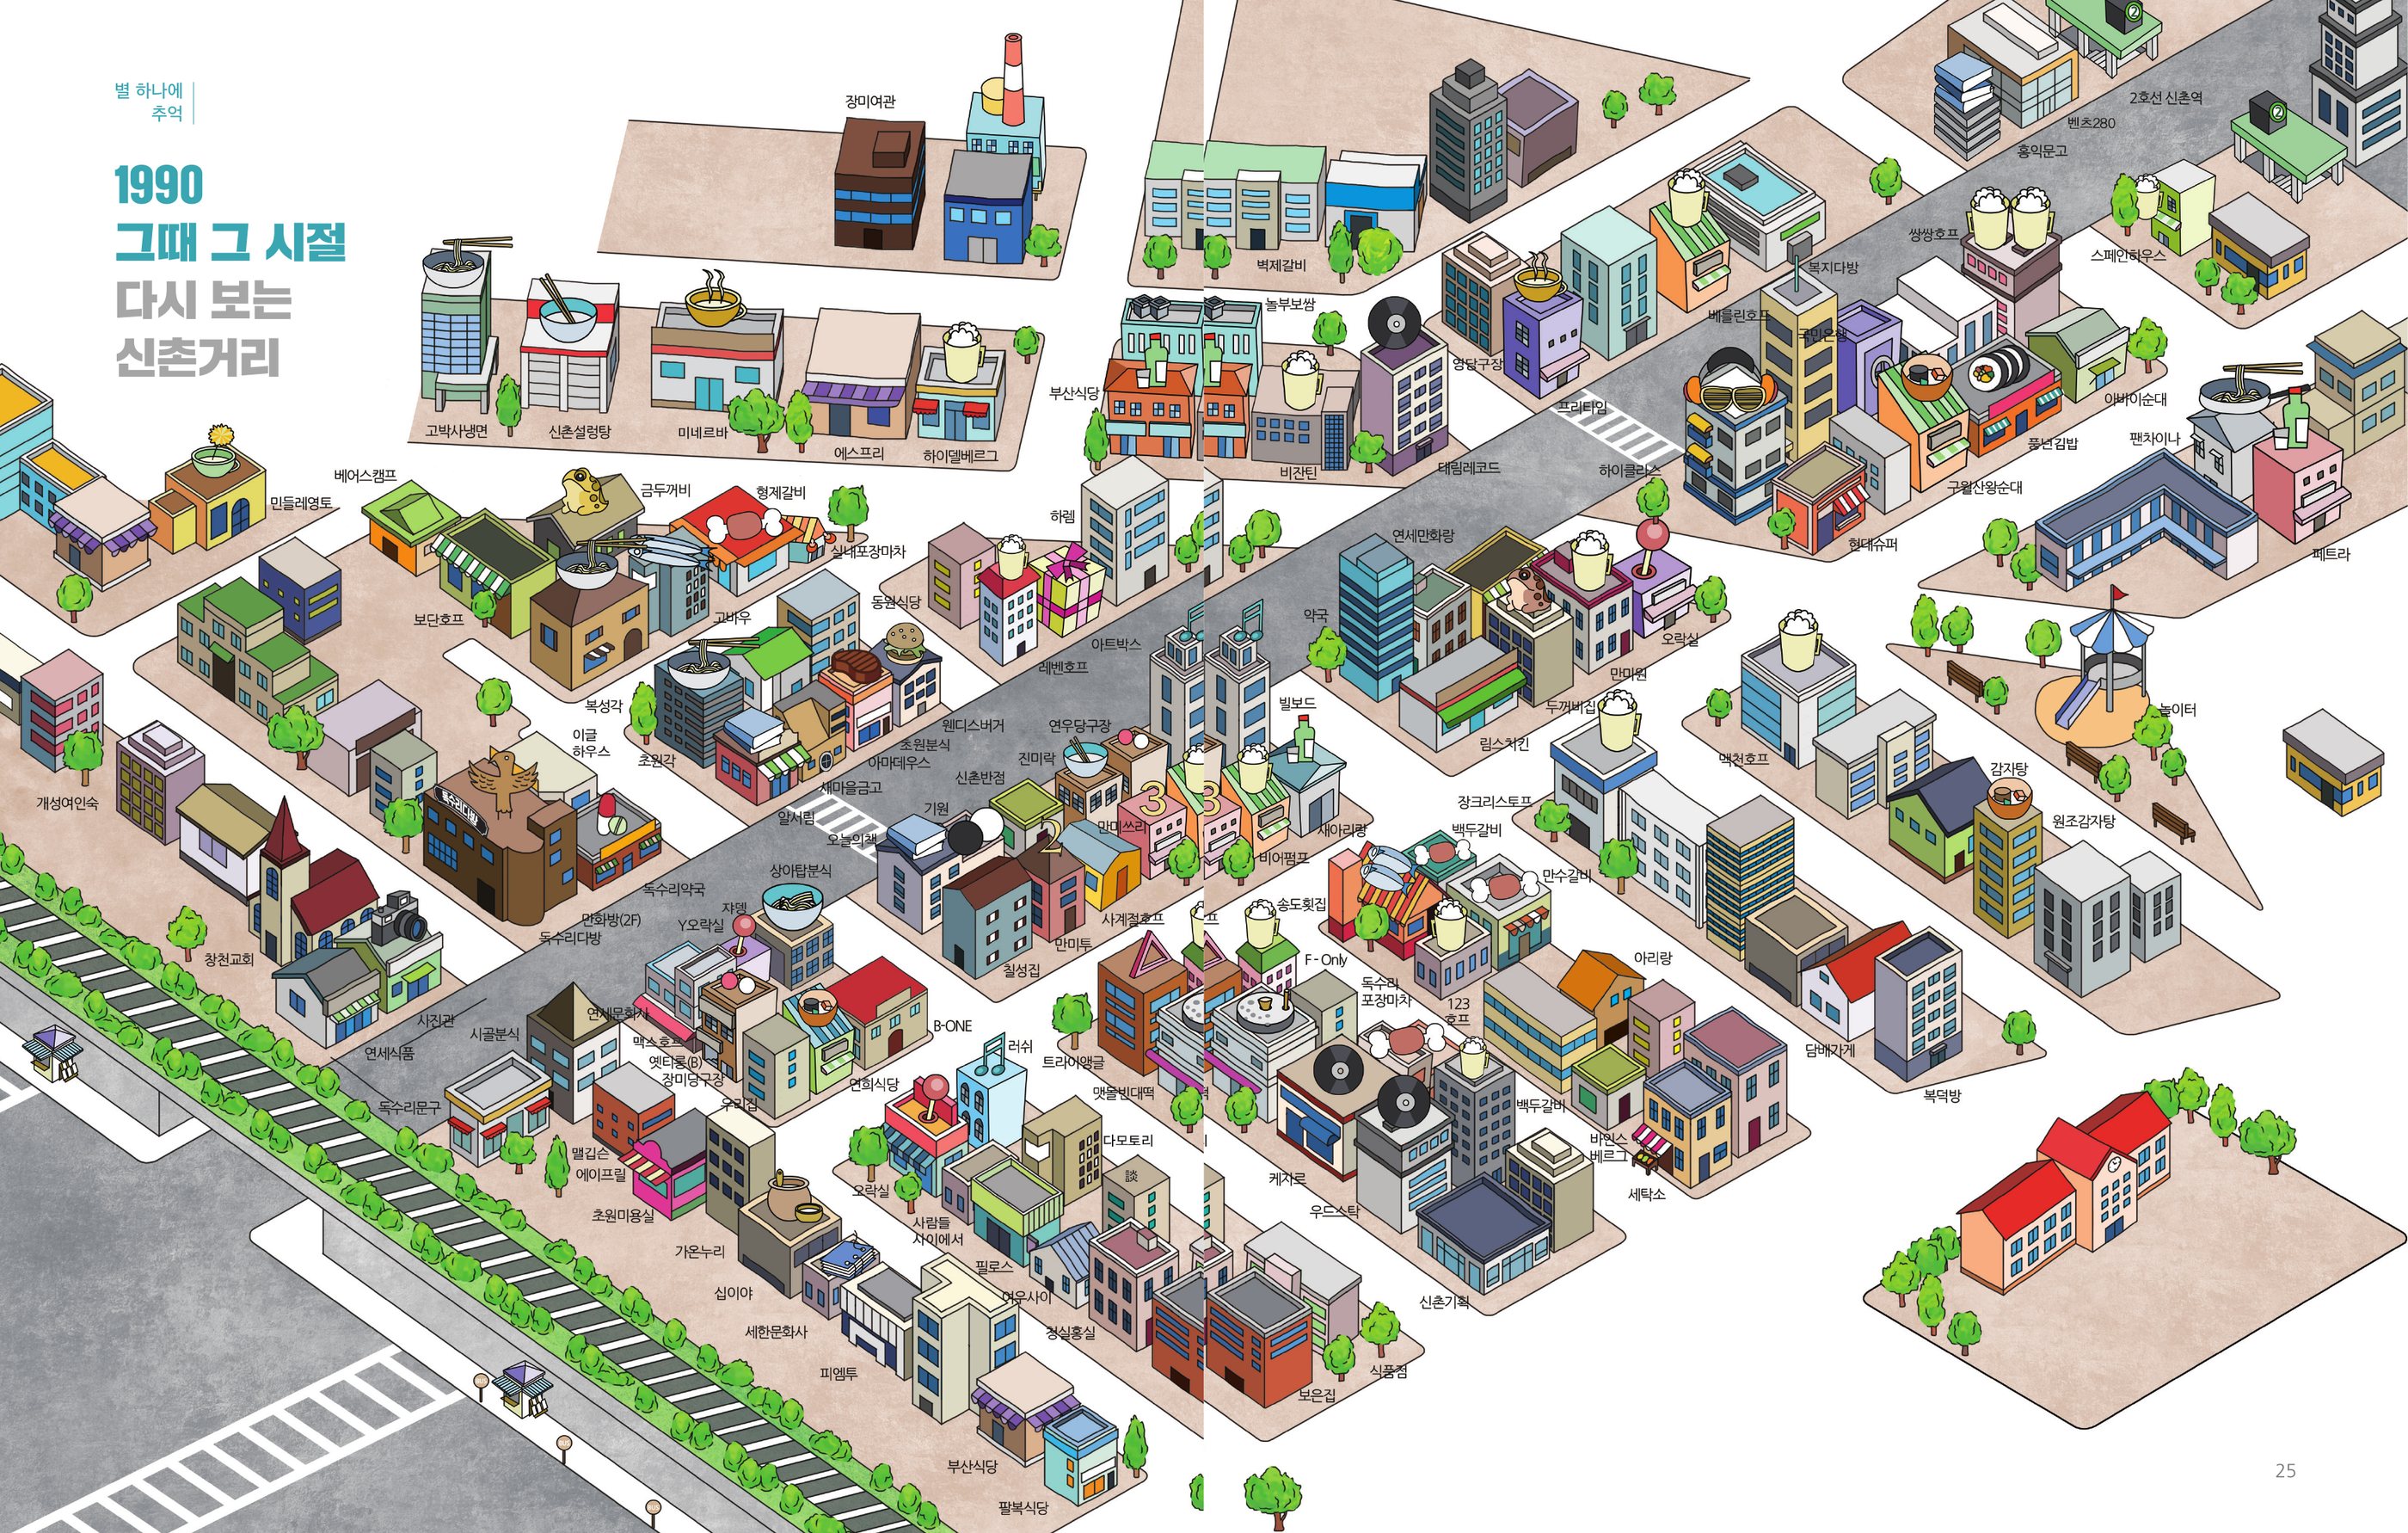 별 하나에
추억
1990
그때 그 시절
다시 보는
신촌거리
장미여관
벽제갈비
2호선 신촌역
벤츠280
홍익문고
쌍쌍호프
스페인하우스
복지다방
베를린호프
국민은행
놀부보쌈
영당구장
프리타임
고박사냉면
신촌설렁탕
미네르바
에스프리
하이델베르그
부산식당
비잔틴
태림레코드
하이클라스
아바이순대
풍년김밥
구월산왕순대
팬차이나
현대슈퍼
페트라
민들레영토
베어스캠프
금두꺼비
형제갈비
실내포장마차
보단호프
고바우
하렘
동원식당
아트박스
레벤호프
연세만화랑
약국
오락실
만미원
두꺼비집
림스치킨
맥천호프
놀이터
복성각
이글
하우스
초원각
웬디스버거
초원분식
아마데우스
새마을금고
알서림
연우당구장
진미락
신촌반점
기원
오늘의책
빌보드
만미쓰리
새아리랑
비어펌프
사계절호프
만미투
칠성집
개성여인숙
독수리다방
독수리약국
만화방(2F)
독수리다방
창천교회
사진관
연세식품
상아탑분식
쟈뎅
Y오락실
연세문화사
맥스호프
옛타롱(B)
장미당구장
우리집
B-ONE
연희식당
시골분식
독수리문구
맬깁슨
에이프릴
초원미용실
가온누리
십이야
세한문화사
피엠투
부산식당
팔복식당
러쉬
오락실
다모토리
사람들
사이에서
필로스
談
여우사이
청실홍실
보은집
식품점
트라이앵글
맷돌빈대떡
떡
프
송도횟집
F-Only
독수리
포장마차
123
호프
장크리스토프
백두갈비
만수갈비
아리랑
감자탕
원조감자탕
담배가게
복덕방
백두갈비
바인스
베르그
세탁소
케자르
우드스탁
신촌기획
2
2
3
3
2
25